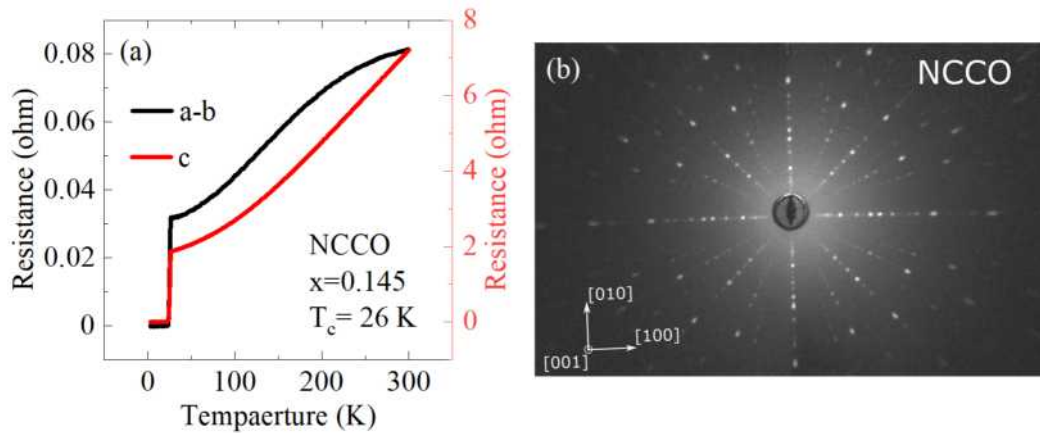 (a)
Resistance (ohm)
0.08
0.06
0.04
0.02
0
a-b
c
NCCO
x=0.145
T_c= 26 K
8
6
4
2
0
Resistance (ohm)
0
100
200
300
Tempaerture (K)
(b)
NCCO
[010]
[100]
[001]